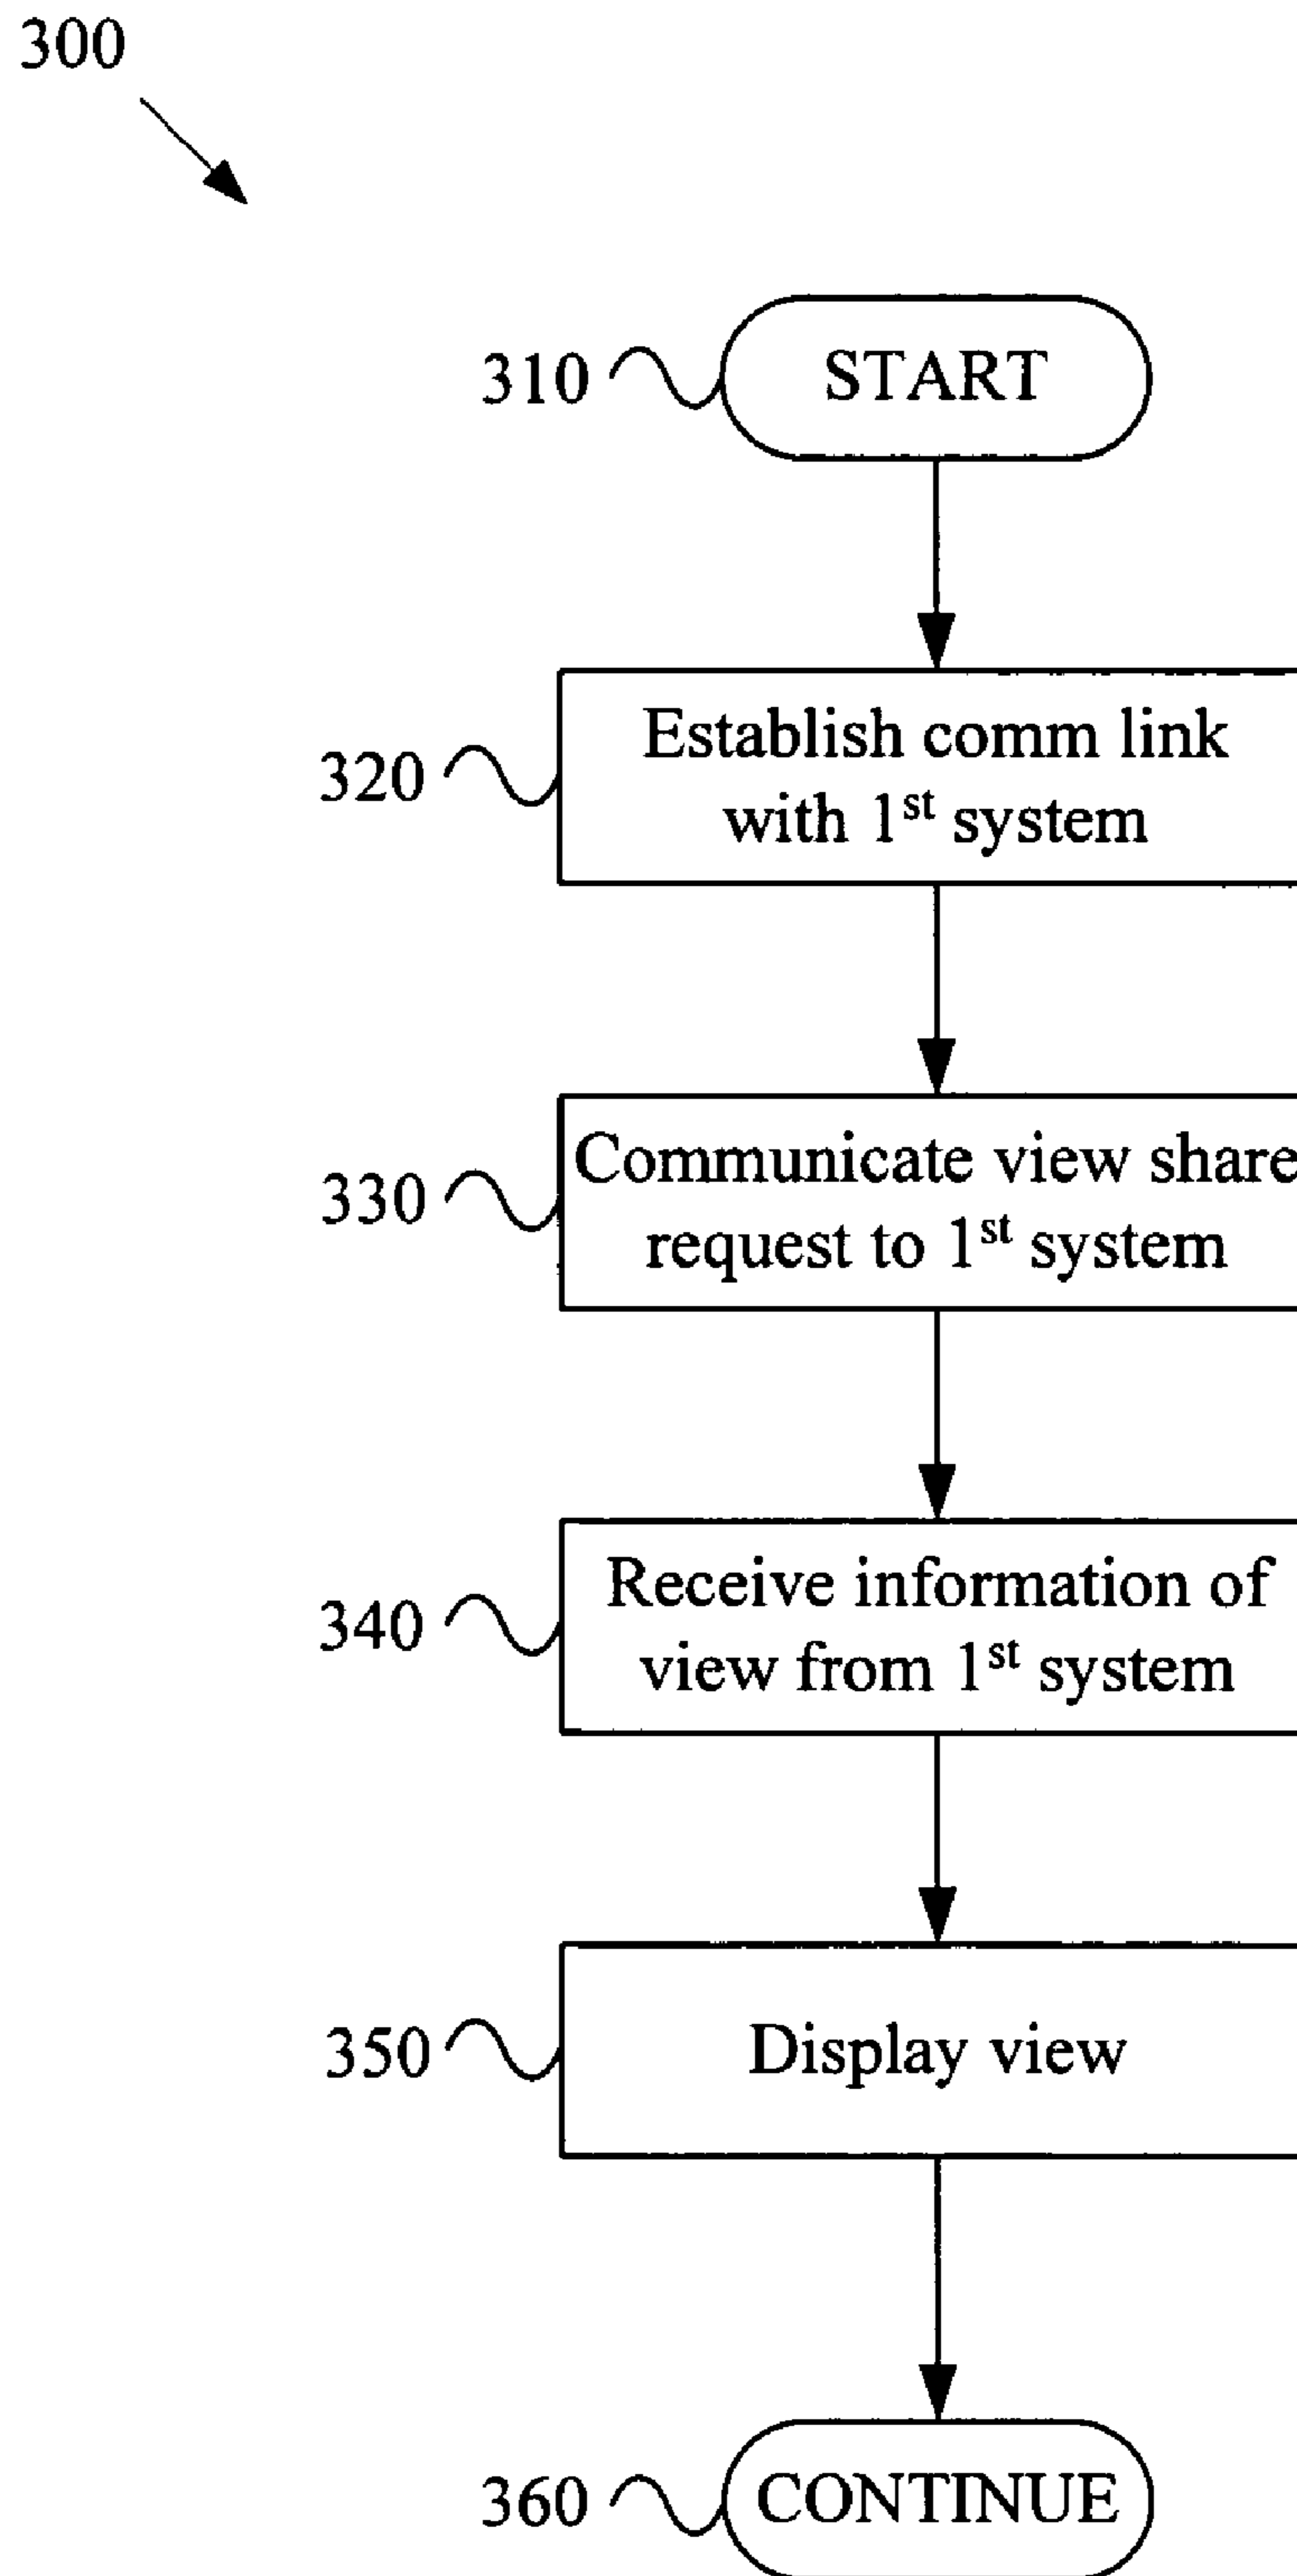 300
310
START
320
Establish comm link
with 1st system
330
Communicate view share
request to 1st system
340
Receive information of
view from 1st system
350
Display view
360
CONTINUE